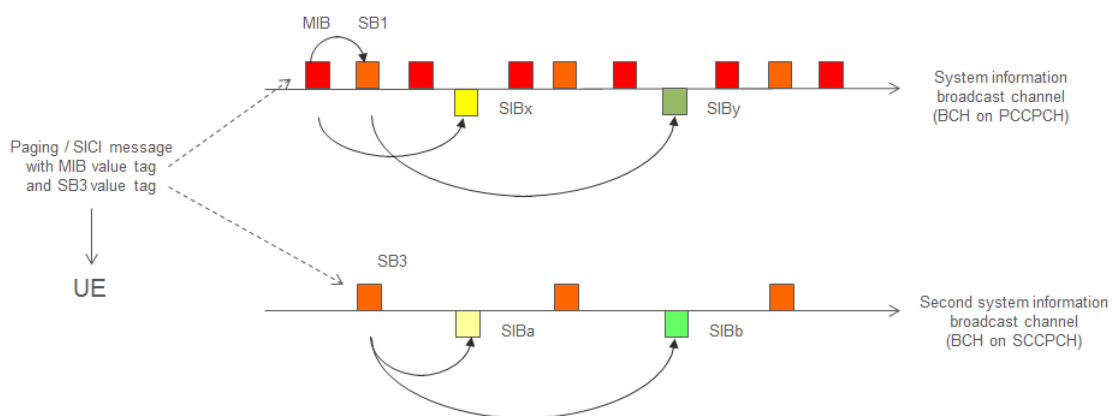 MIB SB1
SIBx SIBy
System information
broadcast channel
(BCH on PCCPCH)
Paging / SICI message
with MIB value tag
and SB3 value tag
UE
SB3
SIBa SIBb
Second system information
broadcast channel
(BCH on SCCPCH)